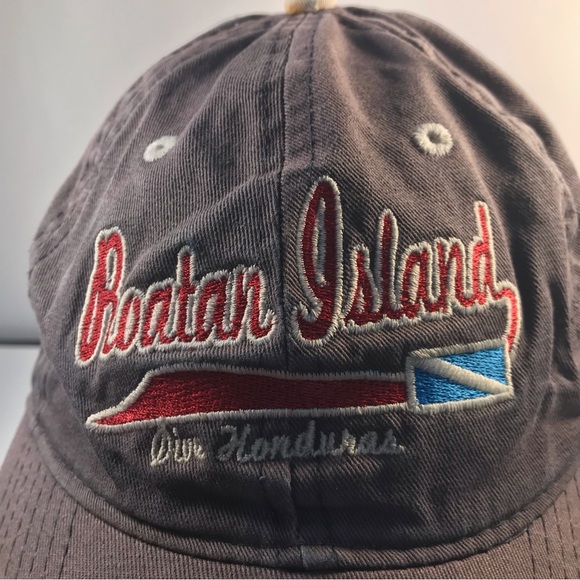 Roatan Island
Dive Honduras